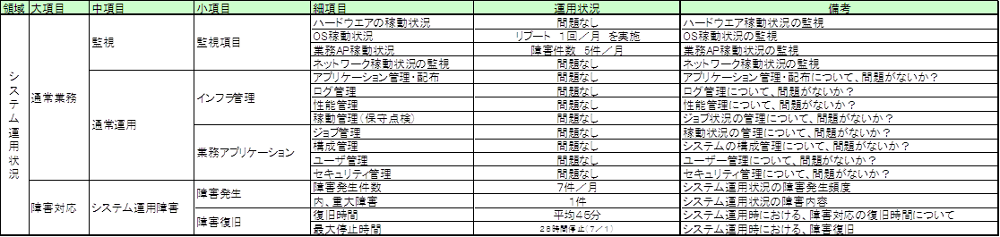 領域 大項目 中項目 小項目 細項目 運用状況 備考
システム運用状況 通常業務 監視 監視項目 ハードウエアの稼動状況 問題なし ハードウエア稼動状況の監視
OS稼動状況 リブート 1回／月 を実施 OS稼動状況の監視
業務AP稼動状況 障害件数 5件／月 業務AP稼動状況の監視
ネットワーク稼動状況の監視 問題なし ネットワーク稼動状況の監視
通常運用 インフラ管理 アプリケーション管理・配布 問題なし アプリケーション管理・配布について、問題がないか？
ログ管理 問題なし ログ管理について、問題がないか？
性能管理 問題なし 性能管理について、問題がないか？
稼動管理（保守点検） 問題なし ジョブ状況の管理について、問題がないか？
業務アプリケーション ジョブ管理 問題なし 稼動状況の管理について、問題がないか？
構成管理 問題なし システムの構成管理について、問題がないか？
ユーザ管理 問題なし ユーザー管理について、問題がないか？
セキュリティ管理 問題なし セキュリティ管理について、問題がないか？
障害対応 システム運用障害 障害発生 障害発生件数 7件／月 システム運用状況の障害発生頻度
内、重大障害 1件 システム運用状況の障害内容
障害復旧 復旧時間 平均45分 システム運用時における、障害対応の復旧時間について
最大停止時間 28時間停止（7／1） システム運用時における、障害復旧